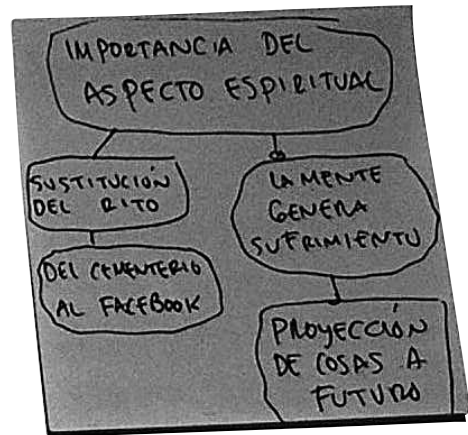 IMPORTANCIA DEL
ASPECTO ESPIRITUAL
SUSTITUCIÓN
DEL RITO
DEL CEMENTERIO
AL FACEBOOK
LA MENTE
GENERA
SUFRIMIENTO
PROYECCIÓN
DE COSAS A
FUTURO